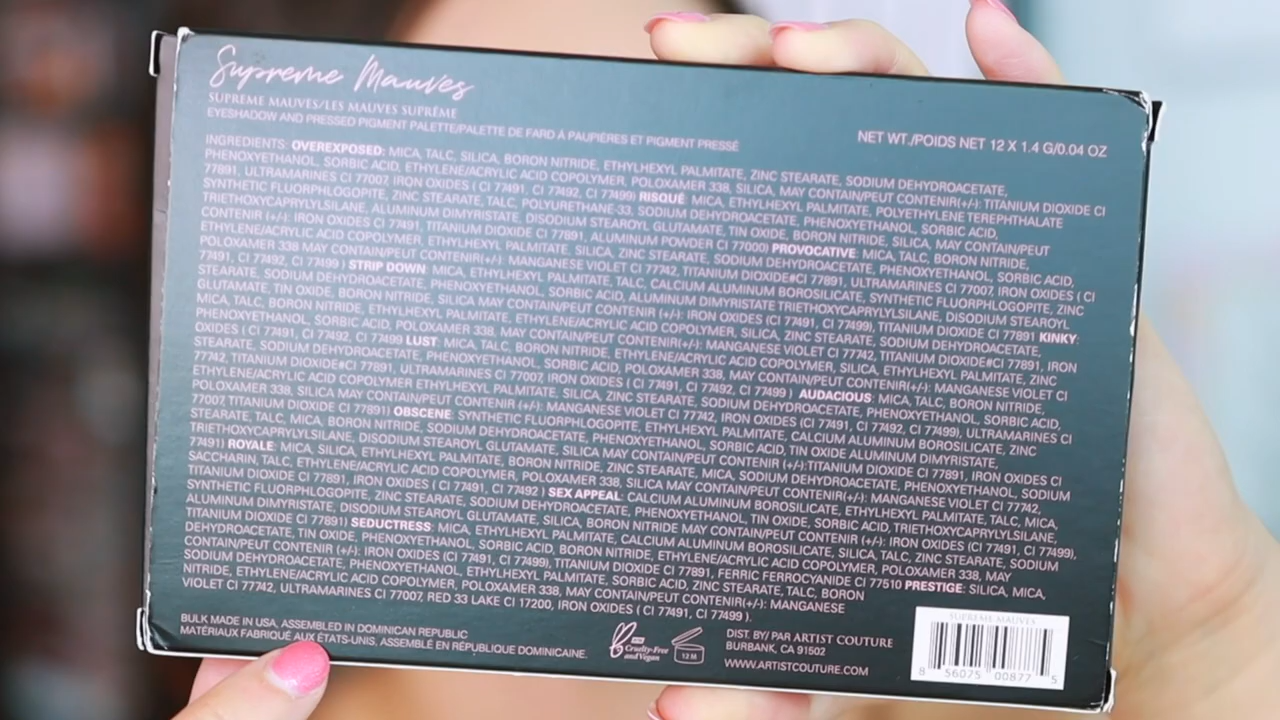 Supreme Mauves
SUPREME MAUVES/LES MAUVES SUPRÊME
EYESHADOW AND PRESSED PIGMENT PALETTE/PALETTE DE FARD À PAUPIÈRES ET PIGMENT PRESSÉ
NET WT./POIDS NET 12 X 1.4 G/0.04 OZ
INGREDIENTS: OVEREXPOSED: MICA, TALC, SILICA, BORON NITRIDE, ETHYLHEXYL PALMITATE, ZINC STEARATE, SODIUM DEHYDROACETATE,
PHENOXYETHANOL, SORBIC ACID, ETHYLENE/ACRYLIC ACID COPOLYMER, POLOXAMER 338, SILICA, MAY CONTAIN/PEUT CONTENIR(+/-): TITANIUM DIOXIDE CI
77891, ULTRAMARINES CI 77007, IRON OXIDES ( CI 77491, CI 77492, CI 77499) RISQUÉ: MICA, ETHYLHEXYL PALMITATE, POLYETHYLENE TEREPHTHALATE
SYNTHETIC FLUORPHLOGOPITE, ZINC STEARATE, TALC, POLYURETHANE-33, SODIUM DEHYDROACETATE, PHENOXYETHANOL, SORBIC ACID,
TRIETHOXYCAPRYLYLSILANE, ALUMINUM DIMYRISTATE, DISODIUM STEAROYL GLUTAMATE, TIN OXIDE, BORON NITRIDE, SILICA, MAY CONTAIN/PEUT
CONTENIR (+/-): IRON OXIDES (CI 77491, TITANIUM DIOXIDE CI 77891, ALUMINUM POWDER CI 77000) PROVOCATIVE: MICA, TALC, BORON NITRIDE,
ETHYLENE/ACRYLIC ACID COPOLYMER, ETHYLHEXYL PALMITATE, SILICA, ZINC STEARATE, SODIUM DEHYDROACETATE, PHENOXYETHANOL, SORBIC ACID,
POLOXAMER 338 MAY CONTAIN/PEUT CONTENIR(+/-): MANGANESE VIOLET CI 77742, TITANIUM DIOXIDE#CI 77891, ULTRAMARINES CI 77007, IRON OXIDES ( CI
77491, CI 77492, CI 77499 ) STRIP DOWN: MICA, ETHYLHEXYL PALMITATE, TALC, CALCIUM ALUMINUM BOROSILICATE, SYNTHETIC FLUORPHLOGOPITE, ZINC
STEARATE, SODIUM DEHYDROACETATE, PHENOXYETHANOL, SORBIC ACID, ALUMINUM DIMYRISTATE TRIETHOXYCAPRYLYLSILANE, DISODIUM STEAROYL
GLUTAMATE, TIN OXIDE, BORON NITRIDE, SILICA MAY CONTAIN/PEUT CONTENIR (+/-): IRON OXIDES (CI 77491, CI 77499), TITANIUM DIOXIDE CI 77891 KINKY:
MICA, TALC, BORON NITRIDE, ETHYLHEXYL PALMITATE, ETHYLENE/ACRYLIC ACID COPOLYMER, SILICA, ZINC STEARATE, SODIUM DEHYDROACETATE,
PHENOXYETHANOL, SORBIC ACID, POLOXAMER 338, MAY CONTAIN/PEUT CONTENIR(+/-): MANGANESE VIOLET CI 77742, TITANIUM DIOXIDE#CI 77891, IRON
OXIDES ( CI 77491, CI 77492, CI 77499 LUST: MICA, TALC, BORON NITRIDE, ETHYLENE/ACRYLIC ACID COPOLYMER, SILICA, ETHYLHEXYL PALMITATE, ZINC
STEARATE, SODIUM DEHYDROACETATE, PHENOXYETHANOL, SORBIC ACID, POLOXAMER 338, MAY CONTAIN/PEUT CONTENIR(+/-): MANGANESE VIOLET CI
77742, TITANIUM DIOXIDE#CI 77891, ULTRAMARINES CI 77007, IRON OXIDES ( CI 77491, CI 77492, CI 77499 ) AUDACIOUS: MICA, TALC, BORON NITRIDE,
ETHYLENE/ACRYLIC ACID COPOLYMER ETHYLHEXYL PALMITATE, SILICA, ZINC STEARATE, SODIUM DEHYDROACETATE, PHENOXYETHANOL, SORBIC ACID,
POLOXAMER 338, SILICA MAY CONTAIN/PEUT CONTENIR (+/-): MANGANESE VIOLET CI 77742, IRON OXIDES (CI 77491, CI 77492, CI 77499), ULTRAMARINES CI
77007, TITANIUM DIOXIDE CI 77891) OBSCENE: SYNTHETIC FLUORPHLOGOPITE, ETHYLHEXYL PALMITATE, CALCIUM ALUMINUM BOROSILICATE, ZINC
STEARATE, TALC, MICA, BORON NITRIDE, SODIUM DEHYDROACETATE, PHENOXYETHANOL, SORBIC ACID, TIN OXIDE ALUMINUM DIMYRISTATE,
TRIETHOXYCAPRYLYLSILANE, DISODIUM STEAROYL GLUTAMATE, SILICA MAY CONTAIN/PEUT CONTENIR (+/-):TITANIUM DIOXIDE CI 77891, IRON OXIDES CI
77491) ROYALE: MICA, SILICA, ETHYLHEXYL PALMITATE, BORON NITRIDE, ZINC STEARATE, MICA, SODIUM DEHYDROACETATE, PHENOXYETHANOL, SODIUM
SACCHARIN, TALC, ETHYLENE/ACRYLIC ACID COPOLYMER, POLOXAMER 338, SILICA MAY CONTAIN/PEUT CONTENIR(+/-): MANGANESE VIOLET CI 77742,
TITANIUM DIOXIDE CI 77891, IRON OXIDES ( CI 77491, CI 77492 ) SEX APPEAL: CALCIUM ALUMINUM BOROSILICATE, ETHYLHEXYL PALMITATE, TALC, MICA,
SYNTHETIC FLUORPHLOGOPITE, ZINC STEARATE, SODIUM DEHYDROACETATE, PHENOXYETHANOL, TIN OXIDE, SORBIC ACID, TRIETHOXYCAPRYLYLSILANE,
ALUMINUM DIMYRISTATE, DISODIUM STEAROYL GLUTAMATE, SILICA, BORON NITRIDE MAY CONTAIN/PEUT CONTENIR (+/-): IRON OXIDES (CI 77491, CI 77499),
TITANIUM DIOXIDE CI 77891) SEDUCTRESS: MICA, ETHYLHEXYL PALMITATE, CALCIUM ALUMINUM BOROSILICATE, SILICA, TALC, ZINC STEARATE, SODIUM
DEHYDROACETATE, TIN OXIDE, PHENOXYETHANOL, SORBIC ACID, BORON NITRIDE, ETHYLENE/ACRYLIC ACID COPOLYMER, POLOXAMER 338, MAY
CONTAIN/PEUT CONTENIR (+/-): IRON OXIDES (CI 77491, CI 77499), TITANIUM DIOXIDE CI 77891, FERRIC FERROCYANIDE CI 77510 PRESTIGE: SILICA, MICA,
SODIUM DEHYDROACETATE, PHENOXYETHANOL, ETHYLHEXYL PALMITATE, SORBIC ACID, ZINC STEARATE, TALC, BORON
NITRIDE, ETHYLENE/ACRYLIC ACID COPOLYMER, POLOXAMER 338, MAY CONTAIN/PEUT CONTENIR(+/-): MANGANESE
VIOLET CI 77742, ULTRAMARINES CI 77007, RED 33 LAKE CI 17200, IRON OXIDES ( CI 77491, CI 77499 ).
BULK MADE IN USA, ASSEMBLED IN DOMINICAN REPUBLIC
MATÉRIAUX FABRIQUÉ AUX ÉTATS-UNIS, ASSEMBLÉ EN RÉPUBLIQUE DOMINICAINE.
Cruelty-Free
and Vegan
12 M
DIST. BY/ PAR ARTIST COUTURE
BURBANK, CA 91502
WWW.ARTISTCOUTURE.COM
SUPREME MAUVES
8 56075 00877 5